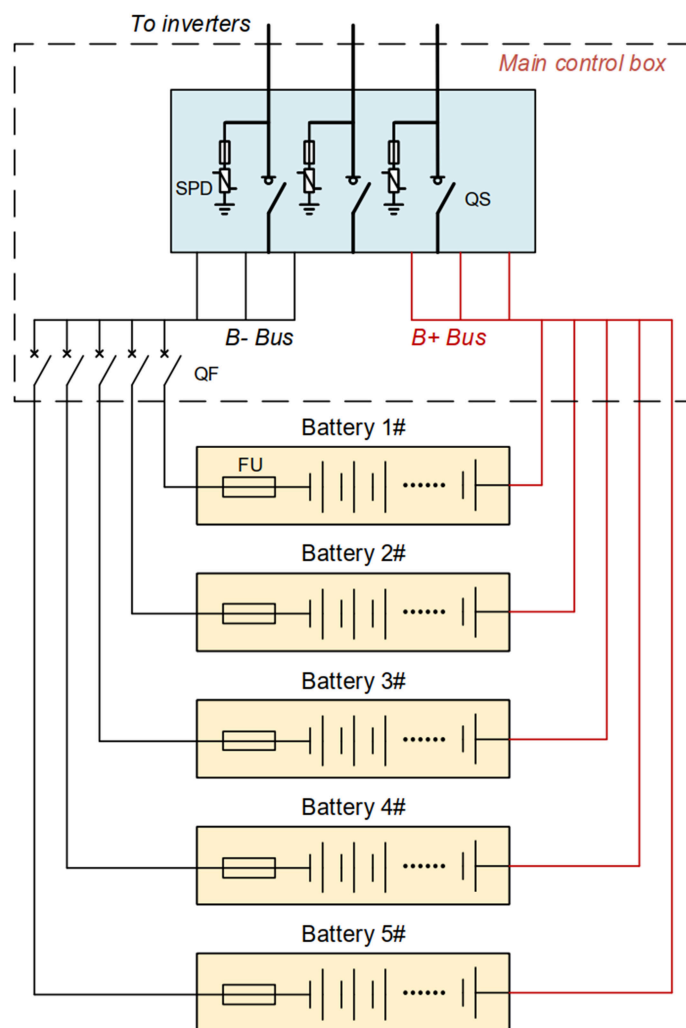 To inverters
Main control box
SPD
QS
B- Bus
B+ Bus
QF
Battery 1#
FU
Battery 2#
Battery 3#
Battery 4#
Battery 5#